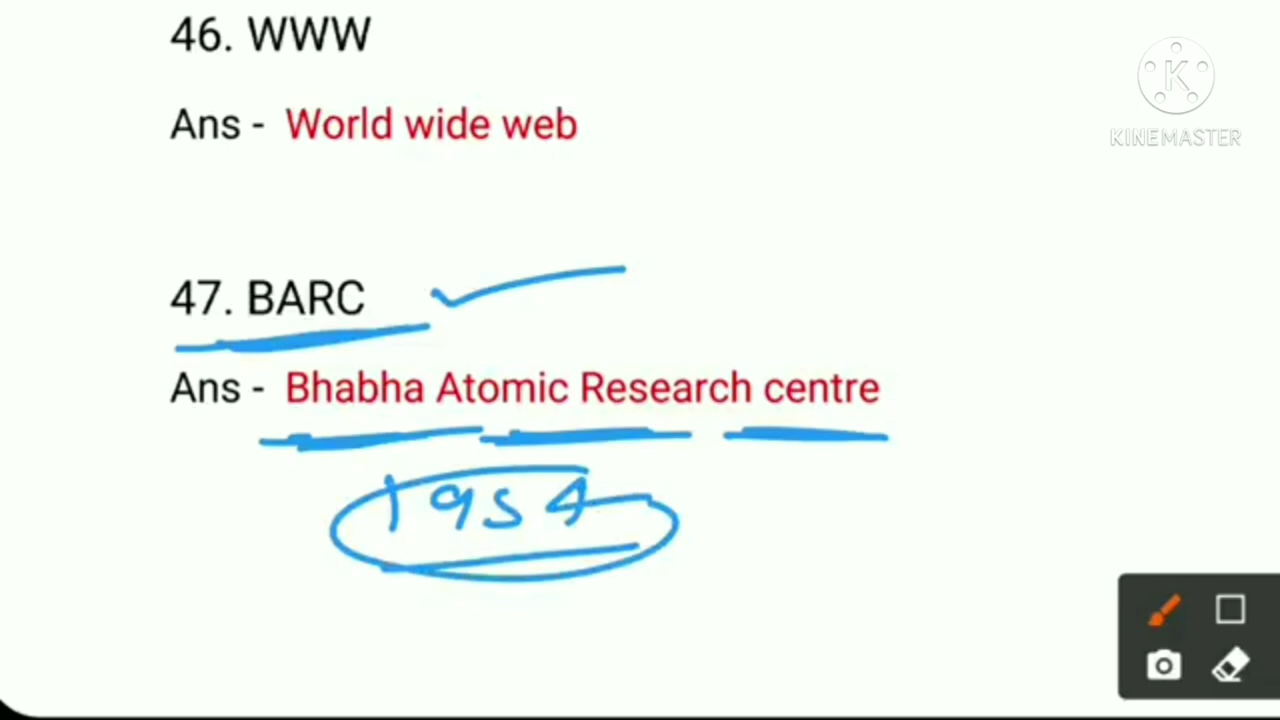 46. WWW
KINEMASTER
Ans - World wide web
47. BARC
Ans - Bhabha Atomic Research centre
1954